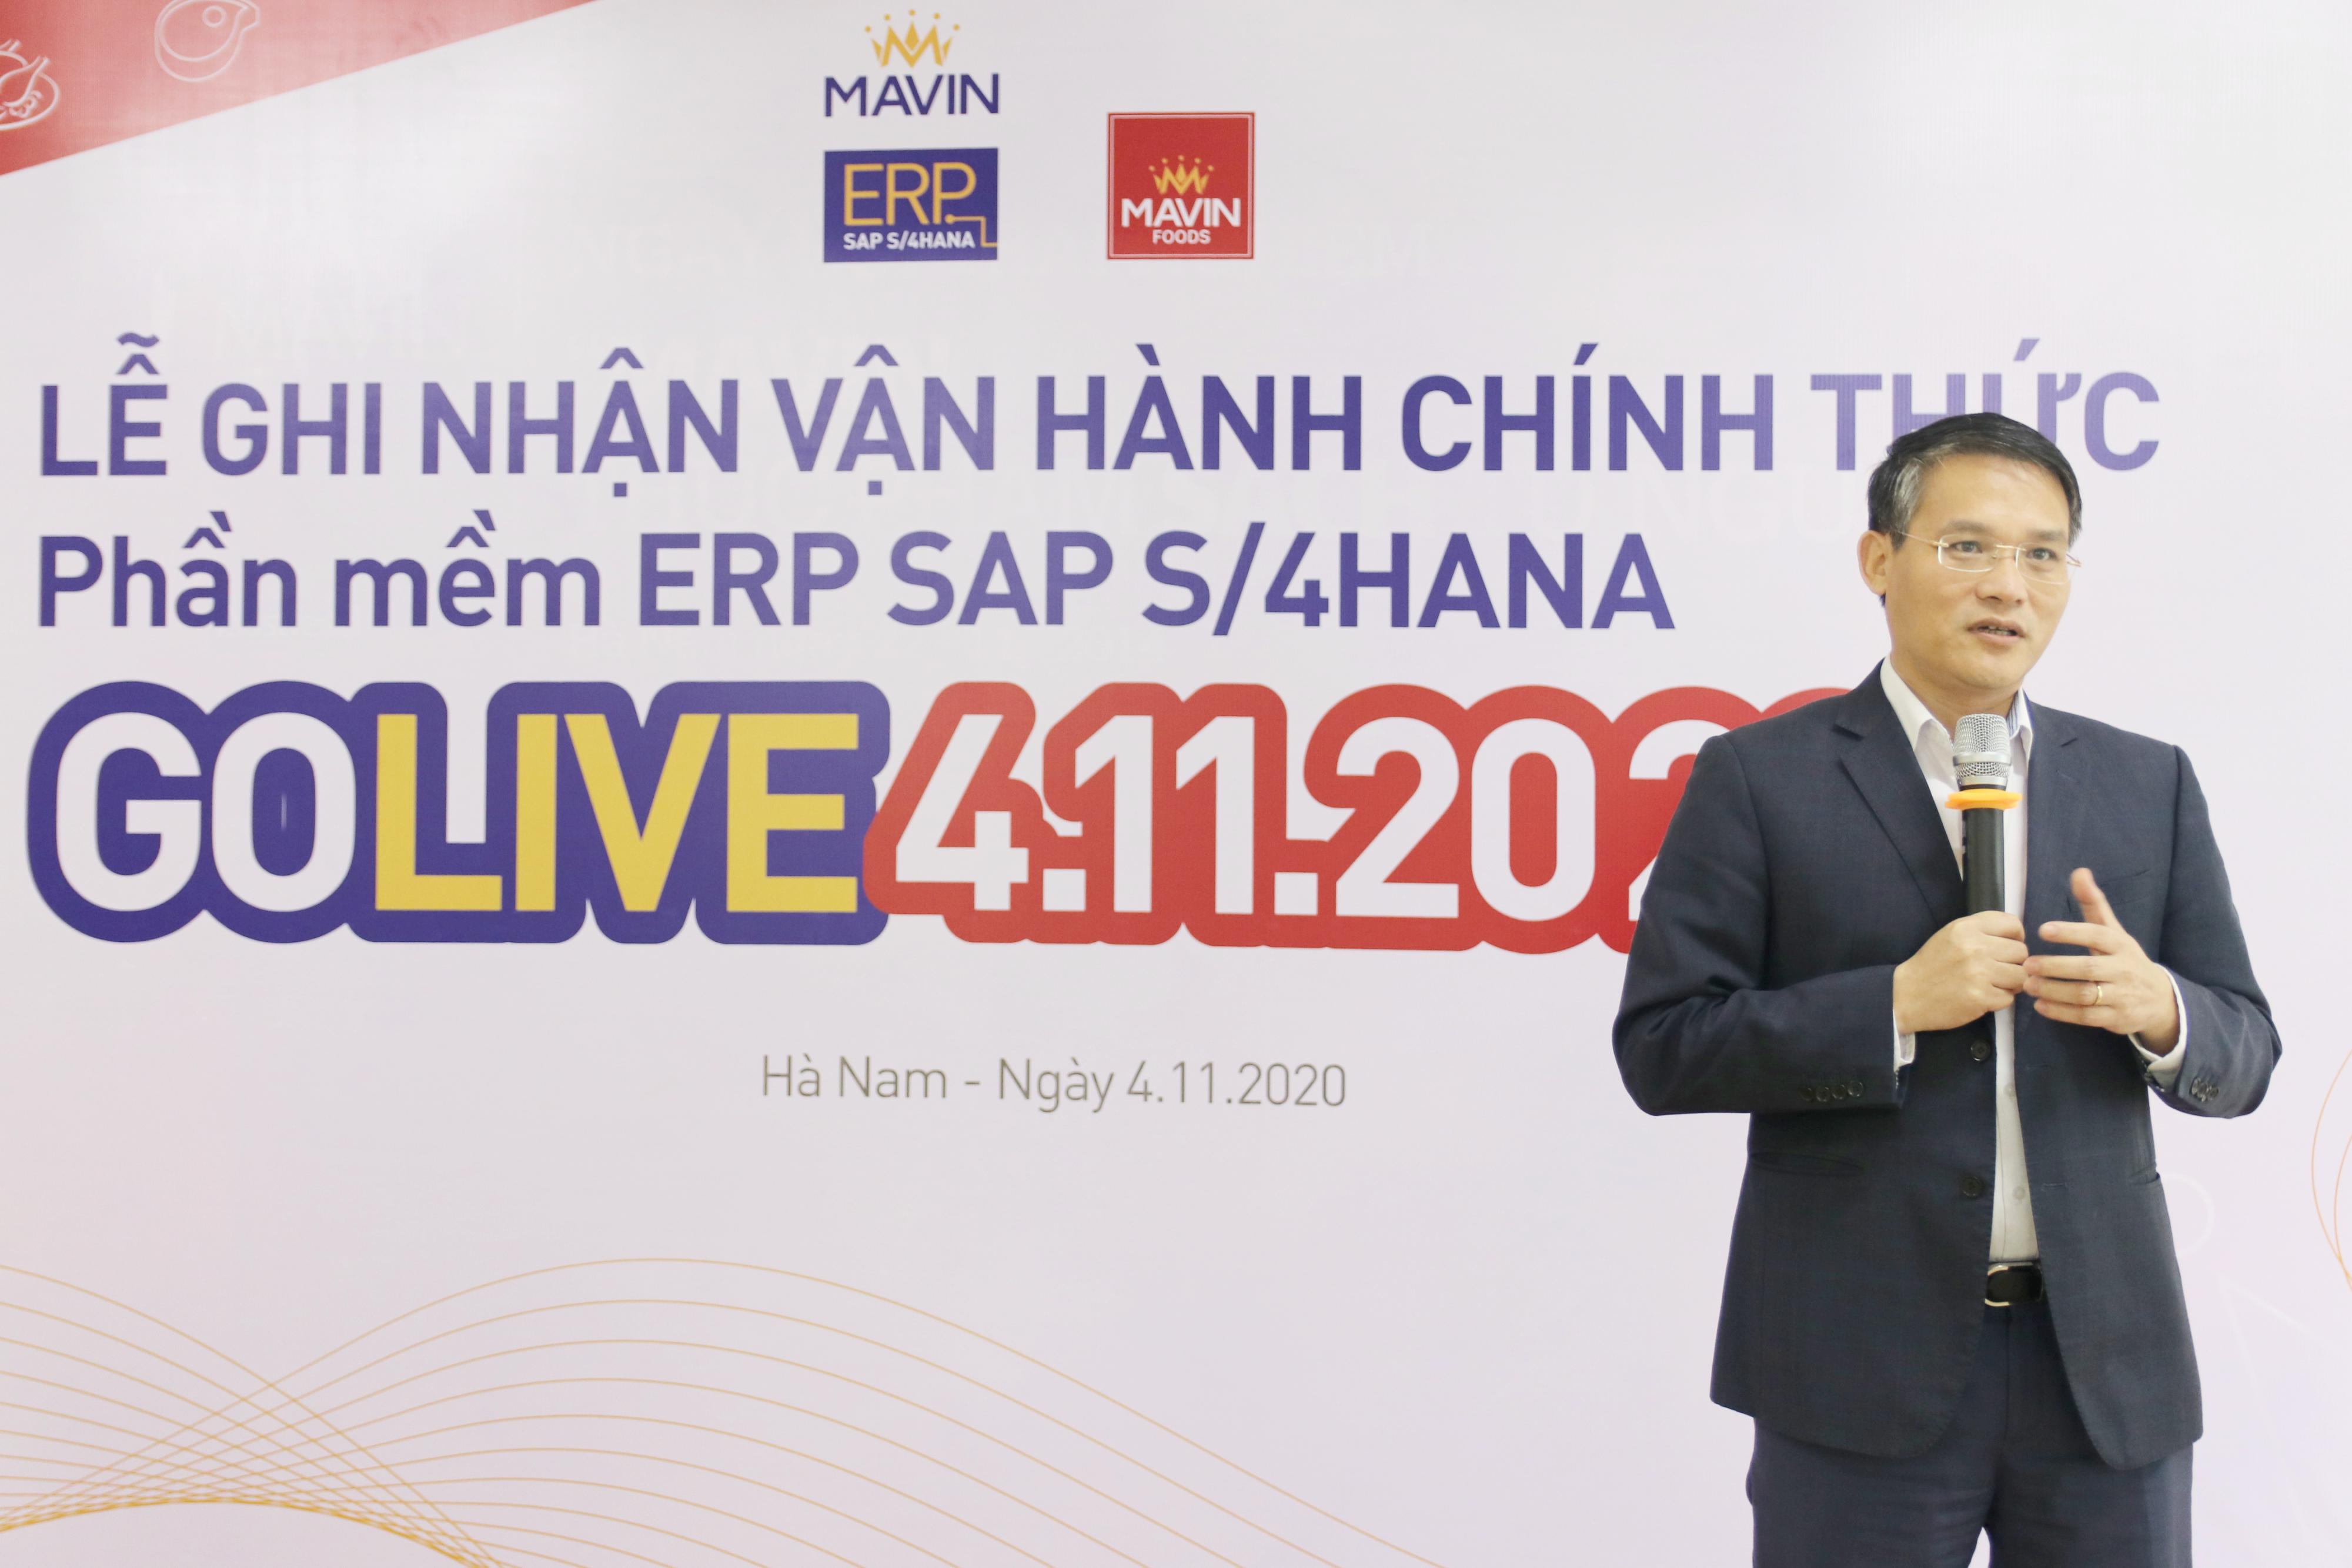 MAVIN
ERP
SAP S/4HANA
MAVIN
FOODS
LỄ GHI NHẬN VẬN HÀNH CHÍNH THỨC
Phần mềm ERP SAP S/4HANA
GOLIVE 4.11.202
Hà Nam - Ngày 4.11.2020